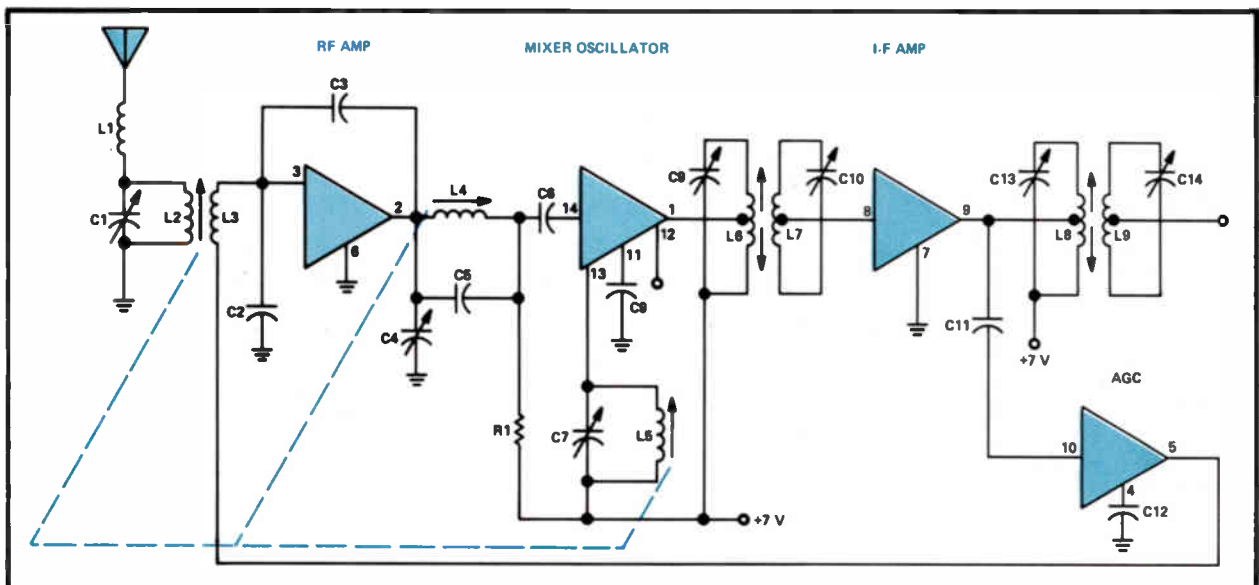 RF AMP
MIXER OSCILLATOR
I-F AMP
C3
L1
3
C1
L2
L3
2
L4
C6
14
1
12
C9
C10
L6
L7
8
9
C13
C14
L8
L9
6
11
13
C9
7
C2
C5
C4
C11
+7 V
AGC
R1
C7
L5
10
5
4
C12
+7 V